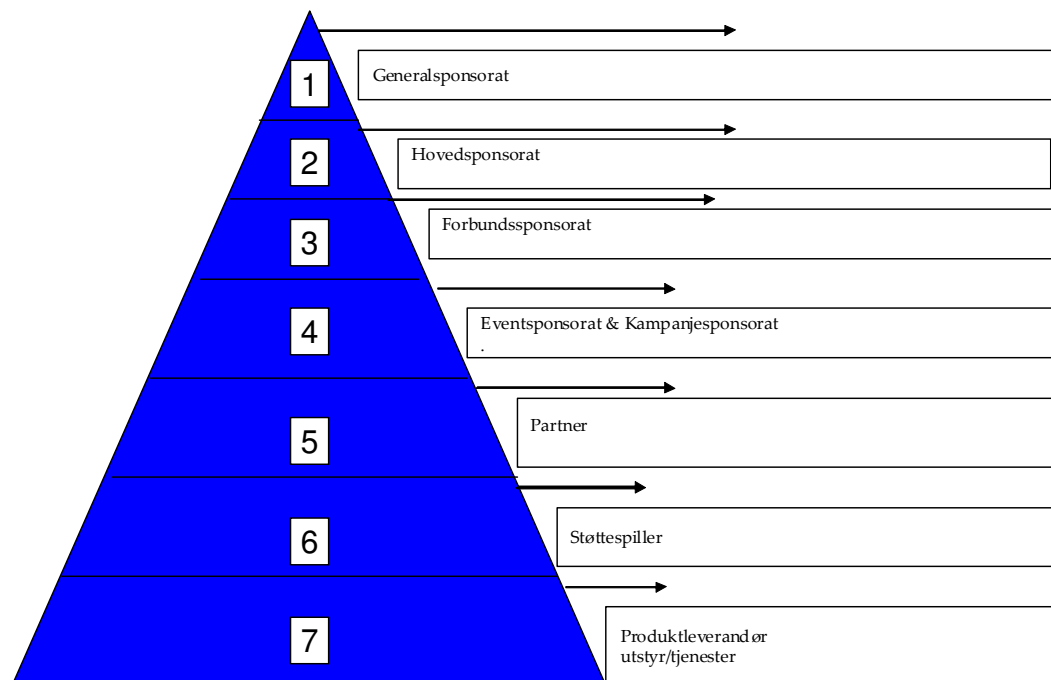 1
Generalsponsorat
2
Hovedsponsorat
3
Forbundssponsorat
4
Eventsponsorat & Kampanjesponsorat
.
5
Partner
6
Støttespiller
7
Produktleverandør
utstyr/tjenester